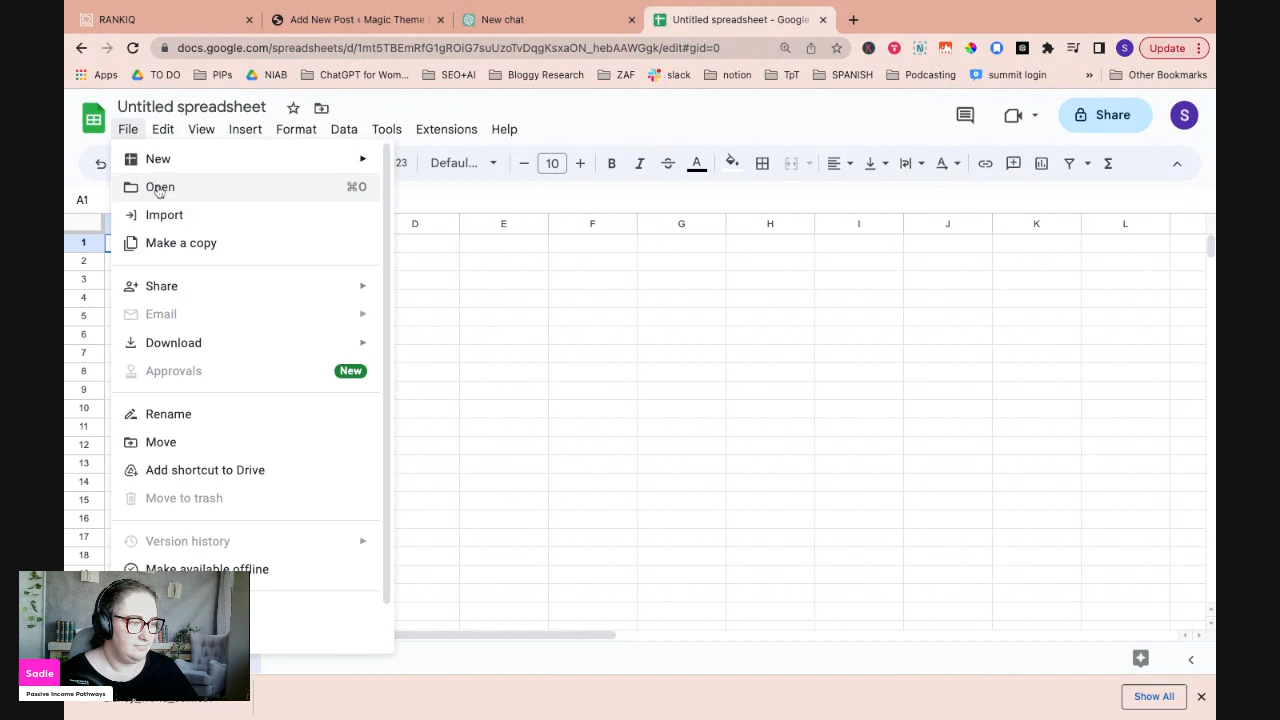 RANKIQ
Add New Post ‹ Magic Theme
New chat
Untitled spreadsheet - Google
docs.google.com/spreadsheets/d/1mt5TBEmRfG1gROiG7suUzoTvDqgKsxaON_hebAAWGgk/edit#gid=0
Update
Apps
TO DO
PIPs
NIAB
ChatGPT for Wom...
SEO+AI
Bloggy Research
ZAF
slack
notion
TpT
SPANISH
Podcasting
summit login
»
Other Bookmarks
Untitled spreadsheet
File Edit View Insert Format Data Tools Extensions Help
Share
S
23 Defaul... 10 B I A
A1
New
Open ⌘O
Import
Make a copy
Share
Email
Download
Approvals New
Rename
Move
Add shortcut to Drive
Move to trash
Version history
Make available offline
D E F G H I J K L
1
2
3
4
5
6
7
8
9
10
11
12
13
14
15
16
17
18
Sadie
Passive Income Pathways
Show All